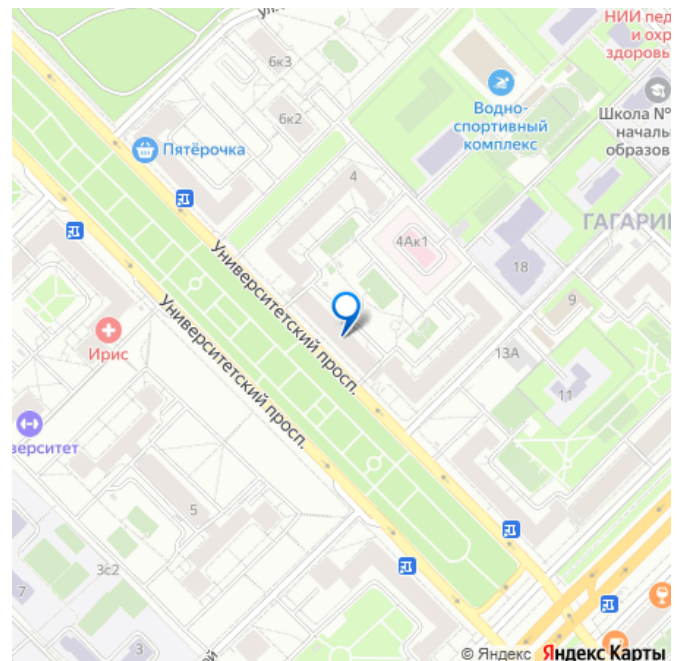 НИИ пед
и охр
здоровь
6к3
Водно-
спортивный
комплекс
Школа №
началь
образов
6к2
Пятёрочка
4
4Ак1
ГАГАРИ
18
Университетский просп.
9
Университетский просп.
13А
Ирис
11
верситет
5
3с2
7
3
ей
© Яндекс Яндекс Карты